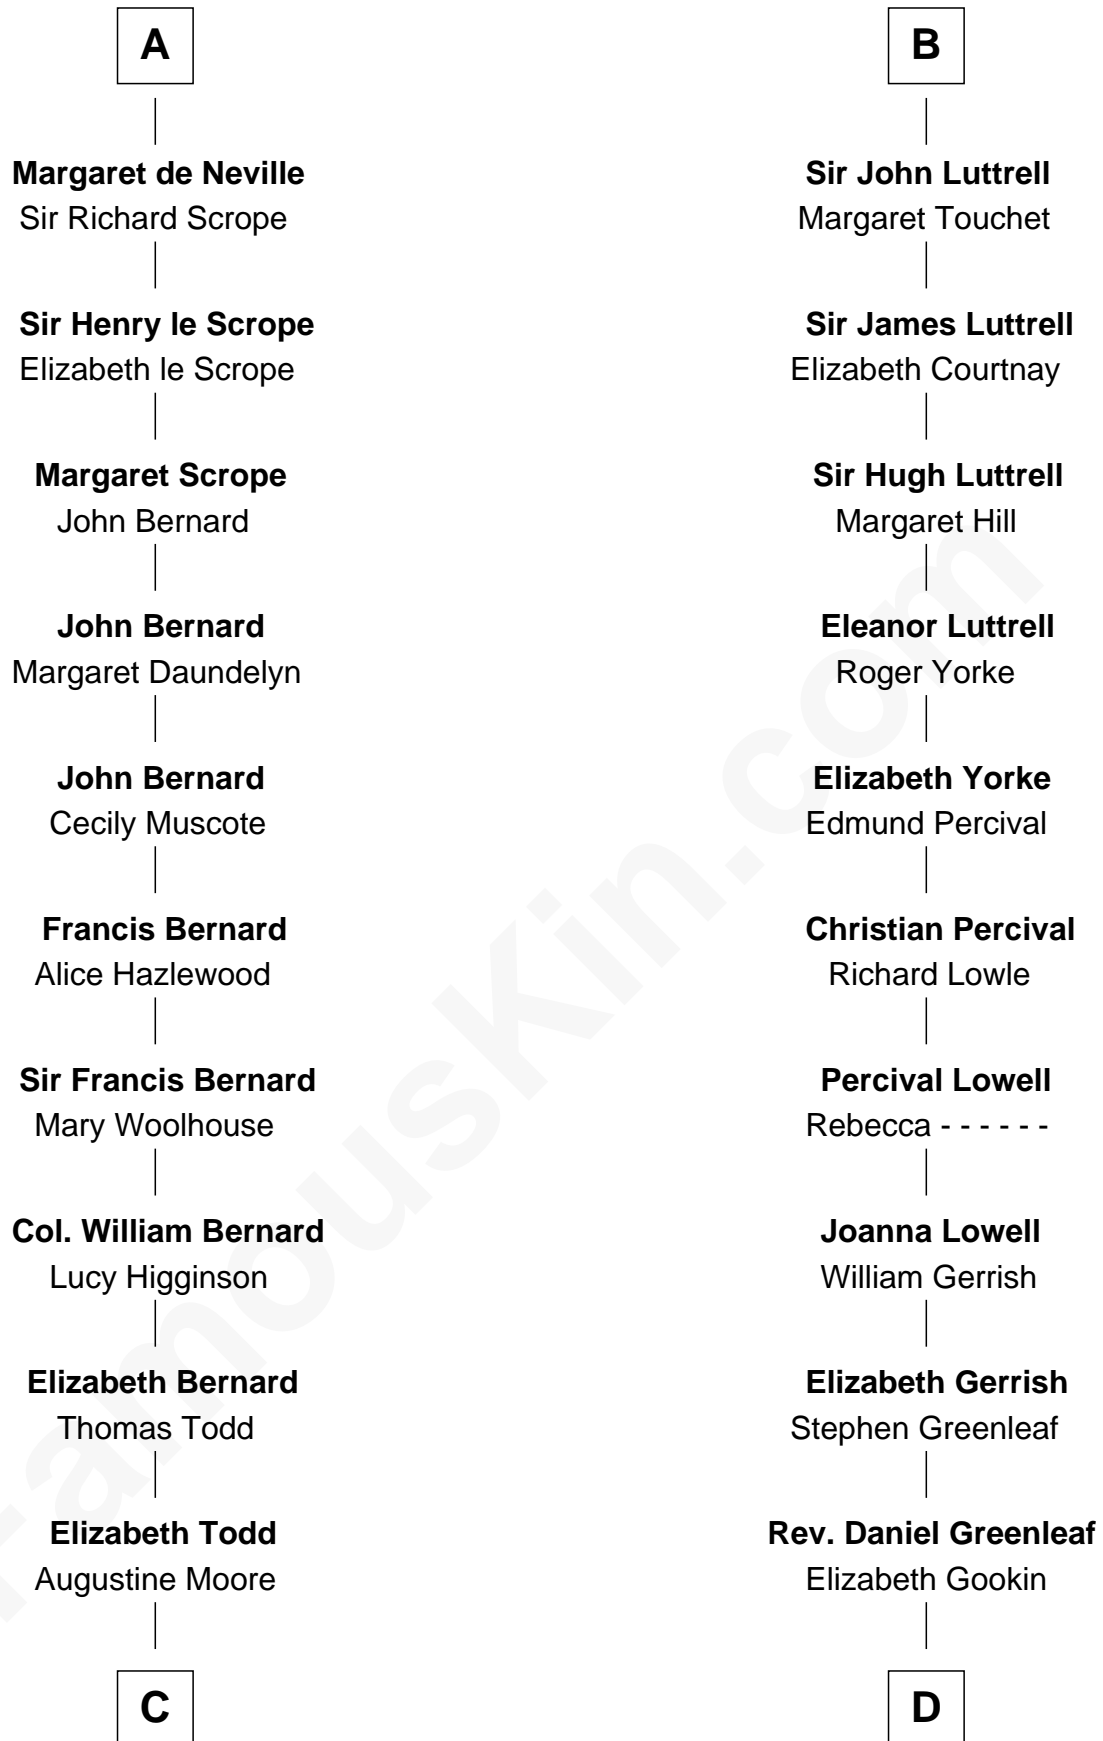 A
Margaret de Neville
Sir Richard Scrope
Sir Henry le Scrope
Elizabeth le Scrope
Margaret Scrope
John Bernard
John Bernard
Margaret Daundelyn
John Bernard
Cecily Muscote
Francis Bernard
Alice Hazlewood
Sir Francis Bernard
Mary Woolhouse
Col. William Bernard
Lucy Higginson
Elizabeth Bernard
Thomas Todd
Elizabeth Todd
Augustine Moore
C
B
Sir John Luttrell
Margaret Touchet
Sir James Luttrell
Elizabeth Courtnay
Sir Hugh Luttrell
Margaret Hill
Eleanor Luttrell
Roger Yorke
Elizabeth Yorke
Edmund Percival
Christian Percival
Richard Lowle
Percival Lowell
Rebecca - - - - - -
Joanna Lowell
William Gerrish
Elizabeth Gerrish
Stephen Greenleaf
Rev. Daniel Greenleaf
Elizabeth Gookin
D
FamousKin.com